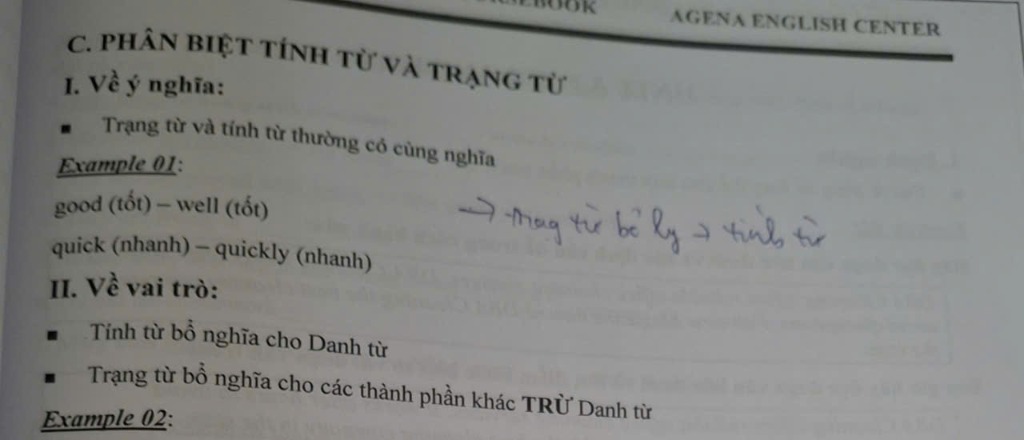 AGENA ENGLISH CENTER
C. PHÂN BIỆT TÍNH TỪ VÀ TRẠNG TỪ
I. Về ý nghĩa:
▪ Trạng từ và tính từ thường có cùng nghĩa
Example 01:
good (tốt) – well (tốt)
→ trạng từ bỏ ly → tính từ
quick (nhanh) – quickly (nhanh)
II. Về vai trò:
▪ Tính từ bổ nghĩa cho Danh từ
▪ Trạng từ bổ nghĩa cho các thành phần khác TRỪ Danh từ
Example 02: